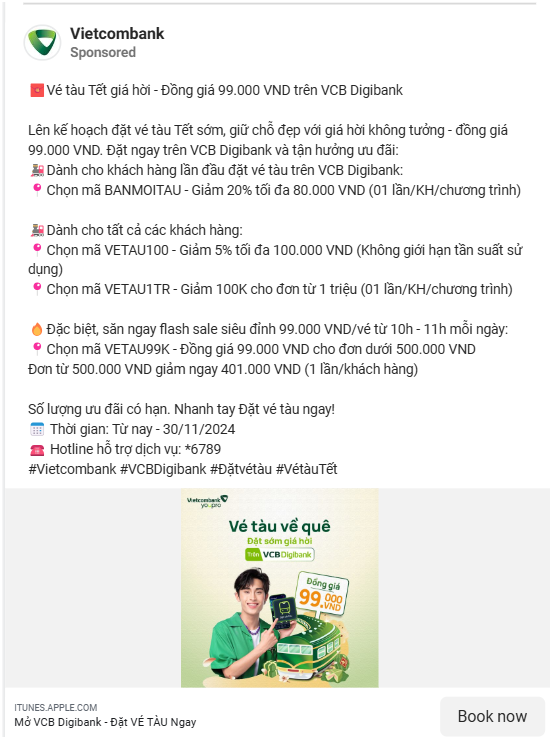 Vietcombank
Sponsored
🧧Vé tàu Tết giá hời - Đồng giá 99.000 VND trên VCB Digibank
Lên kế hoạch đặt vé tàu Tết sớm, giữ chỗ đẹp với giá hời không tưởng - đồng giá
99.000 VND. Đặt ngay trên VCB Digibank và tận hưởng ưu đãi:
🚂Dành cho khách hàng lần đầu đặt vé tàu trên VCB Digibank:
📍Chọn mã BANMOITAU - Giảm 20% tối đa 80.000 VND (01 lần/KH/chương trình)
🚂Dành cho tất cả các khách hàng:
📍Chọn mã VETAU100 - Giảm 5% tối đa 100.000 VND (Không giới hạn tần suất sử
dụng)
📍Chọn mã VETAU1TR - Giảm 100K cho đơn từ 1 triệu (01 lần/KH/chương trình)
🔥Đặc biệt, săn ngay flash sale siêu đỉnh 99.000 VND/vé từ 10h - 11h mỗi ngày:
📍Chọn mã VETAU99K - Đồng giá 99.000 VND cho đơn dưới 500.000 VND
Đơn từ 500.000 VND giảm ngay 401.000 VND (1 lần/khách hàng)
Số lượng ưu đãi có hạn. Nhanh tay Đặt vé tàu ngay!
🗓️ Thời gian: Từ nay - 30/11/2024
☎️ Hotline hỗ trợ dịch vụ: *6789
#Vietcombank #VCBDigibank #Đặtvétàu #VétàuTết
Vietcombank
you pro
Vé tàu về quê
Đặt sớm giá hời
Trên VCB Digibank
Đồng giá
99.000
VND
ITUNES.APPLE.COM
Mở VCB Digibank - Đặt VÉ TÀU Ngay
Book now